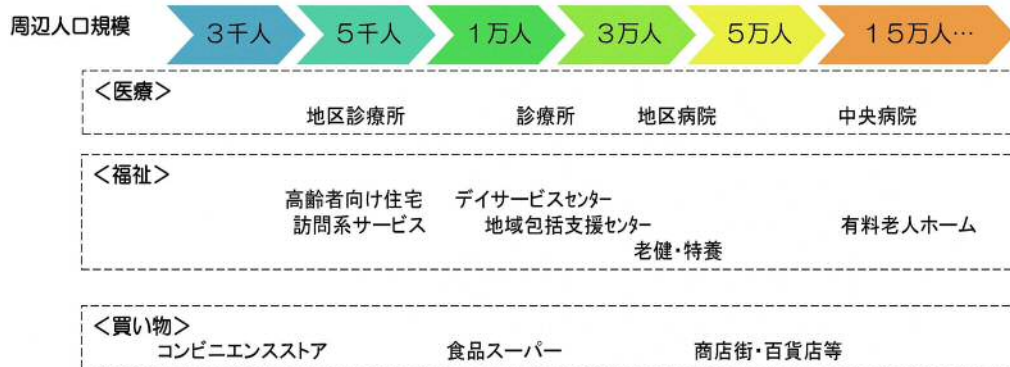 周辺人口規模 3千人 5千人 1万人 3万人 5万人 15万人…
<医療>
地区診療所 診療所 地区病院 中央病院
<福祉>
高齢者向け住宅 デイサービスセンター
訪問系サービス 地域包括支援センター 有料老人ホーム
老健・特養
<買い物>
コンビニエンスストア 食品スーパー 商店街・百貨店等